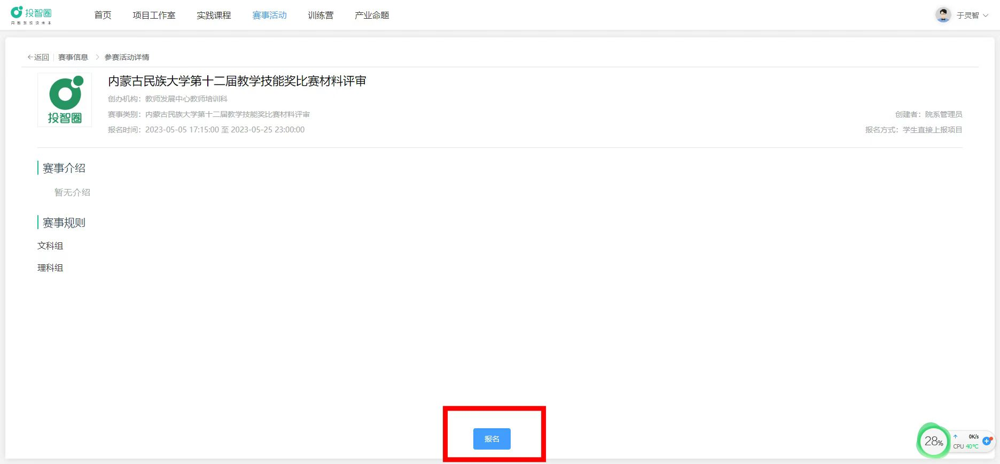 投智圈
用智慧投资未来
首页 项目工作室 实践课程 赛事活动 训练营 产业命题
于灵智
←返回 赛事信息 > 参赛活动详情
投智圈
内蒙古民族大学第十二届教学技能奖比赛材料评审
创办机构：教师发展中心教师培训科
赛事类别：内蒙古民族大学第十二届教学技能奖比赛材料评审
创建者：院系管理员
报名时间：2023-05-05 17:15:00 至 2023-05-25 23:00:00
报名方式：学生直接上报项目
赛事介绍
暂无介绍
赛事规则
文科组
理科组
报名
28%
↑ 0K/s
CPU 40℃